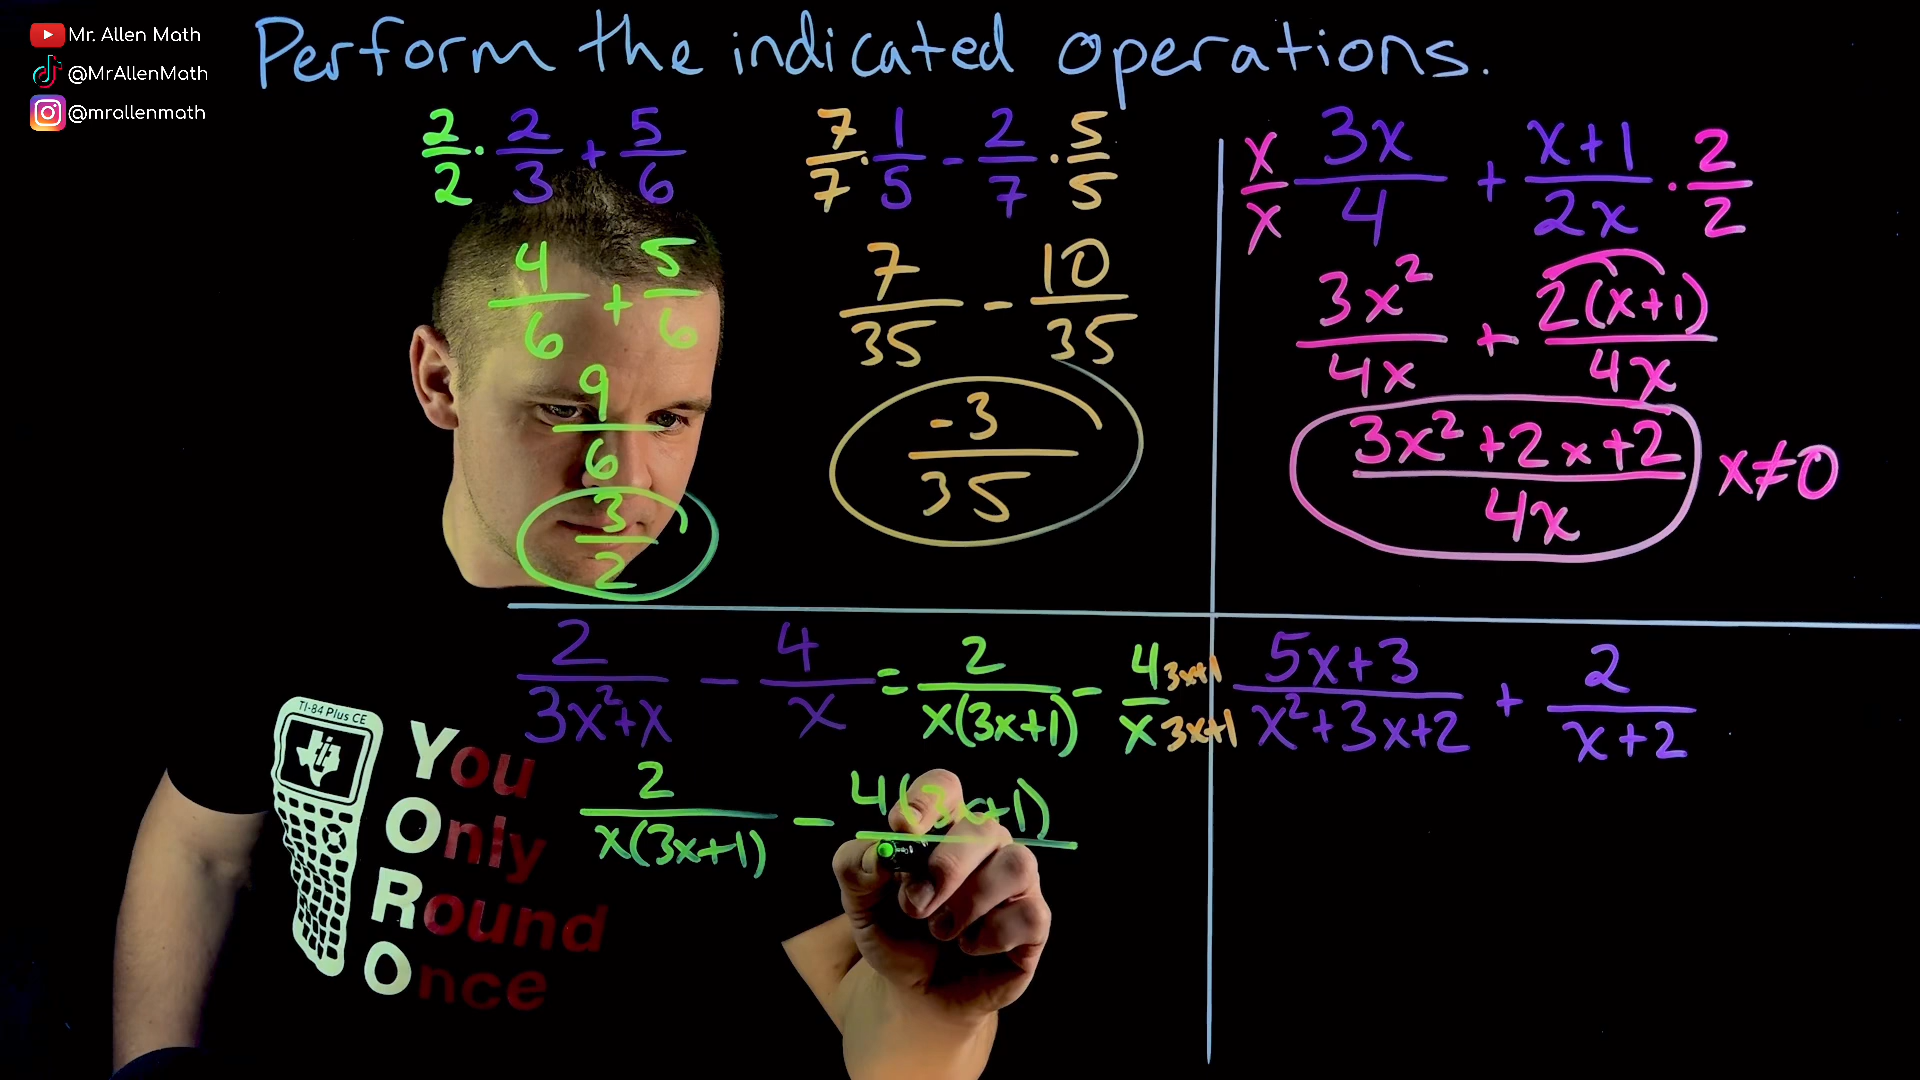 Mr. Allen Math
@MrAllenMath
@mrallenmath
Perform the indicated operations.
2/2 · 2/3 + 5/6
4/6 + 5/6
9/6
3/2
7/7 · 1/5 - 2/7 · 5/5
7/35 - 10/35
-3/35
x/x 3x/4 + x+1/2x · 2/2
3x²/4x + 2(x+1)/4x
3x²+2x+2/4x x≠0
2/3x²+x - 4/x = 2/x(3x+1) - 4 3x+1/x 3x+1
2/x(3x+1) - 4(3x+1)
5x+3/x²+3x+2 + 2/x+2
TI-84 Plus CE
You
Only
Round
Once